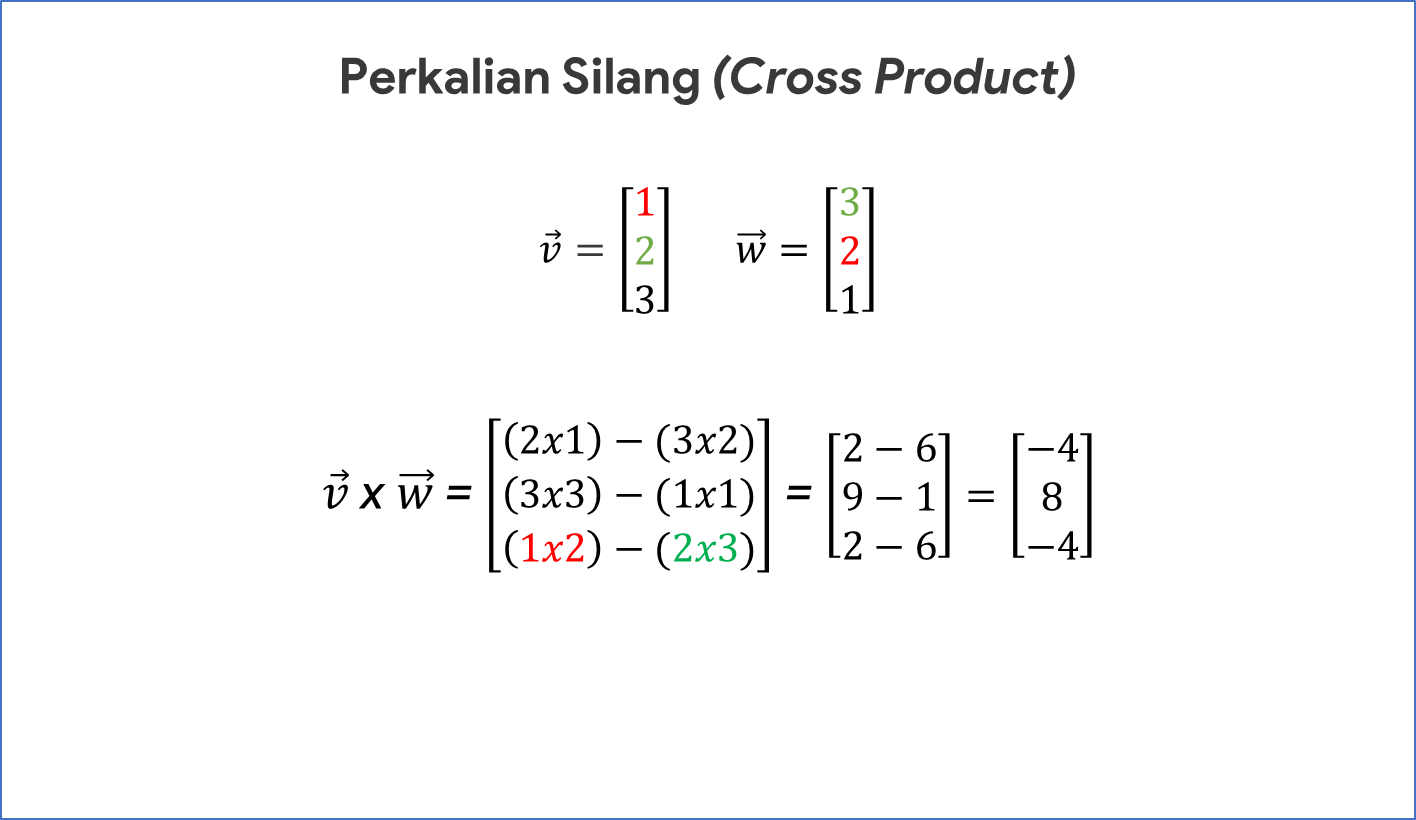 Perkalian Silang (Cross Product)
v⃗ = [1 2 3] w⃗ = [3 2 1]
v⃗ x w⃗ = [(2x1) − (3x2) (3x3) − (1x1) (1x2) − (2x3)] = [2 − 6 9 − 1 2 − 6] = [−4 8 −4]